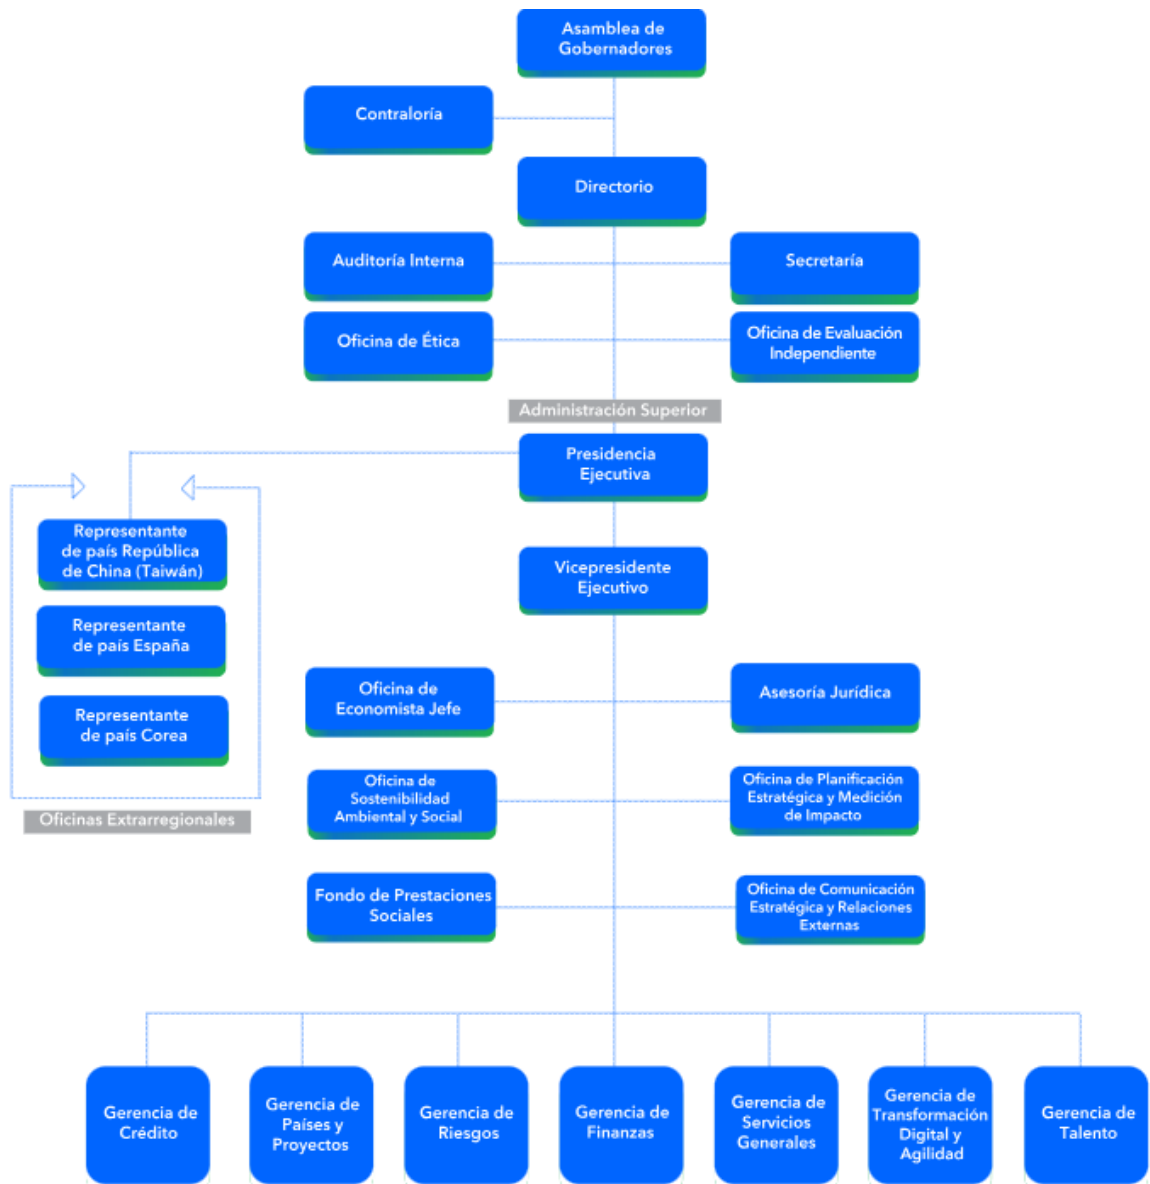 Asamblea de
Gobernadores
Contraloría
Directorio
Auditoría Interna
Secretaría
Oficina de Ética
Oficina de Evaluación
Independiente
Administración Superior
Presidencia
Ejecutiva
Representante
de país República
de China (Taiwán)
Vicepresidente
Ejecutivo
Representante
de país España
Representante
de país Corea
Oficinas Extrarregionales
Oficina de
Economista Jefe
Asesoría Jurídica
Oficina de
Sostenibilidad
Ambiental y Social
Oficina de Planificación
Estratégica y Medición
de Impacto
Fondo de Prestaciones
Sociales
Oficina de Comunicación
Estratégica y Relaciones
Externas
Gerencia de
Crédito
Gerencia de
Países y
Proyectos
Gerencia de
Riesgos
Gerencia de
Finanzas
Gerencia de
Servicios
Generales
Gerencia de
Transformación
Digital y
Agilidad
Gerencia de
Talento